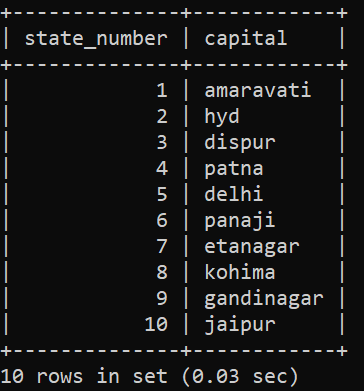 +--------------+------------+
| state_number | capital    |
+--------------+------------+
|            1 | amaravati  |
|            2 | hyd        |
|            3 | dispur     |
|            4 | patna      |
|            5 | delhi      |
|            6 | panaji     |
|            7 | etanagar   |
|            8 | kohima     |
|            9 | gandinagar |
|           10 | jaipur     |
+--------------+------------+
10 rows in set (0.03 sec)